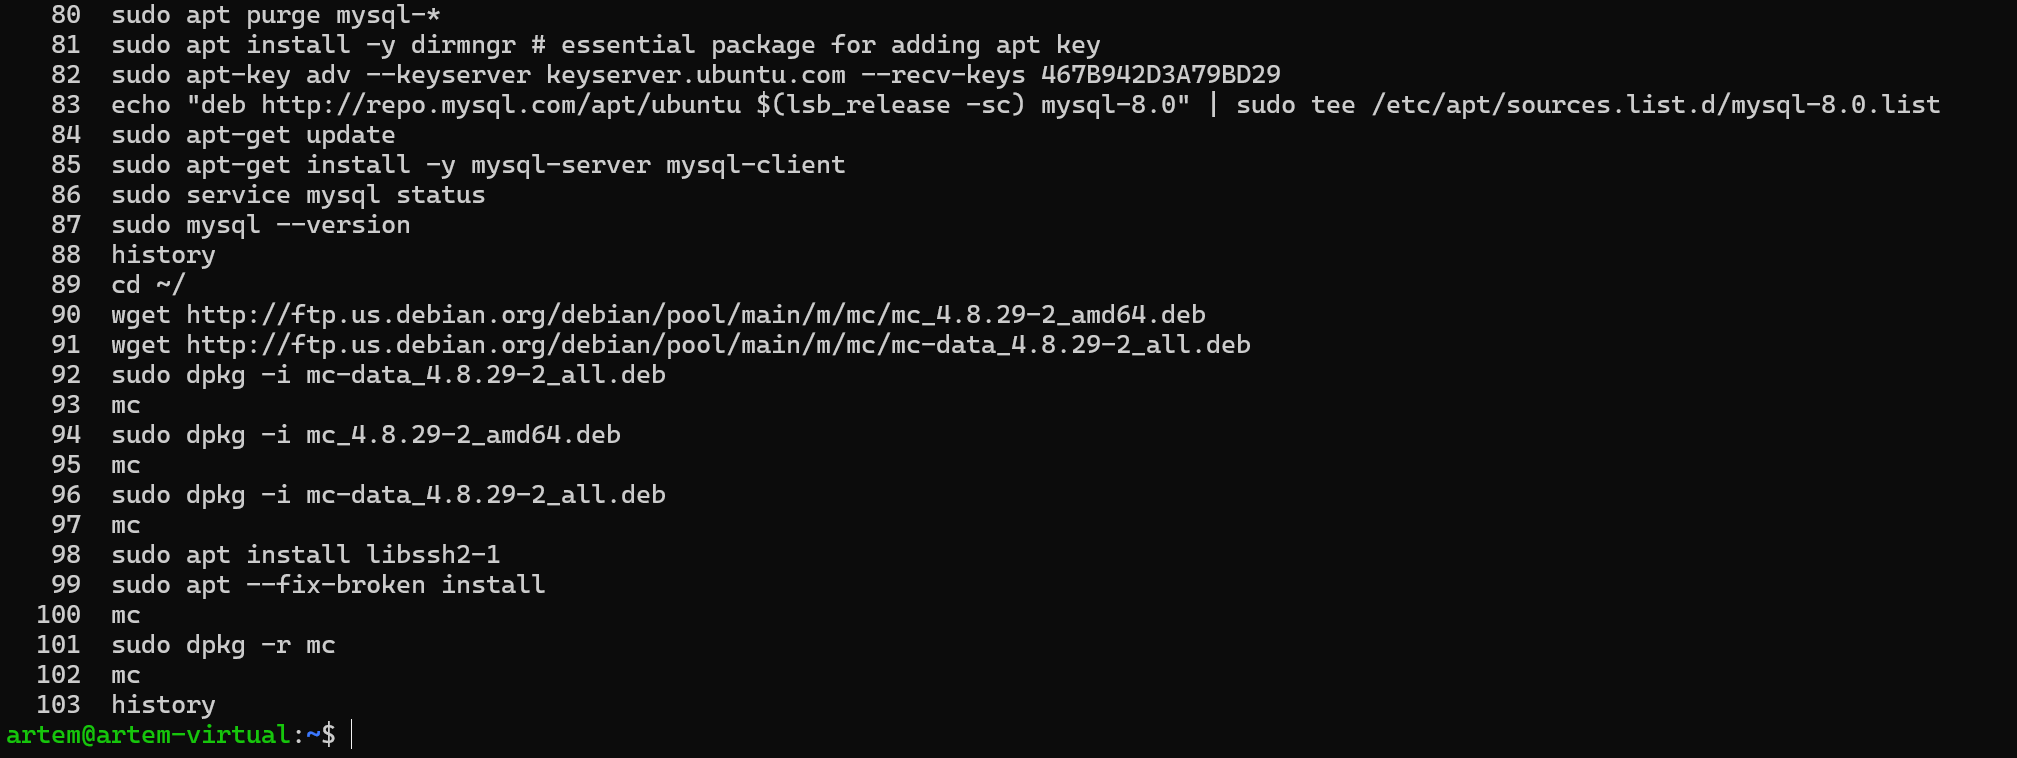 80 sudo apt purge mysql-*
81 sudo apt install -y dirmngr # essential package for adding apt key
82 sudo apt-key adv --keyserver keyserver.ubuntu.com --recv-keys 467B942D3A79BD29
83 echo "deb http://repo.mysql.com/apt/ubuntu $(lsb_release -sc) mysql-8.0" | sudo tee /etc/apt/sources.list.d/mysql-8.0.list
84 sudo apt-get update
85 sudo apt-get install -y mysql-server mysql-client
86 sudo service mysql status
87 sudo mysql --version
88 history
89 cd ~/
90 wget http://ftp.us.debian.org/debian/pool/main/m/mc/mc_4.8.29-2_amd64.deb
91 wget http://ftp.us.debian.org/debian/pool/main/m/mc/mc-data_4.8.29-2_all.deb
92 sudo dpkg -i mc-data_4.8.29-2_all.deb
93 mc
94 sudo dpkg -i mc_4.8.29-2_amd64.deb
95 mc
96 sudo dpkg -i mc-data_4.8.29-2_all.deb
97 mc
98 sudo apt install libssh2-1
99 sudo apt --fix-broken install
100 mc
101 sudo dpkg -r mc
102 mc
103 history
artem@artem-virtual:~$